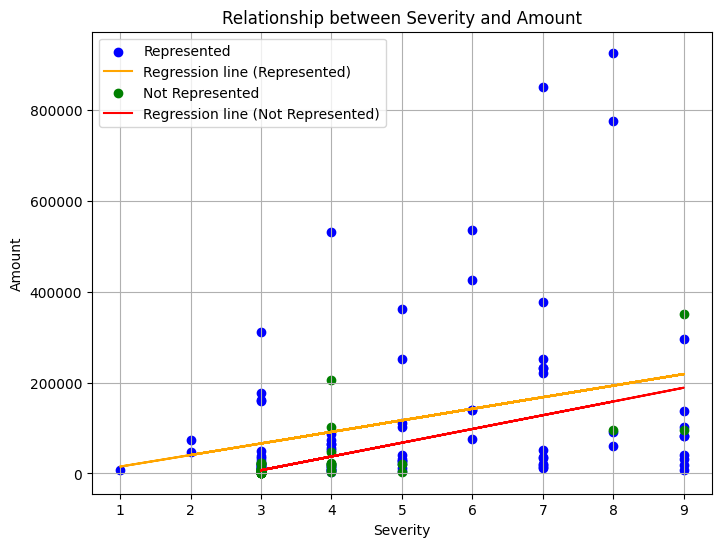 Relationship between Severity and Amount
Represented
Regression line (Represented)
Not Represented
Regression line (Not Represented)
800000
600000
400000
200000
0
Amount
1 2 3 4 5 6 7 8 9
Severity